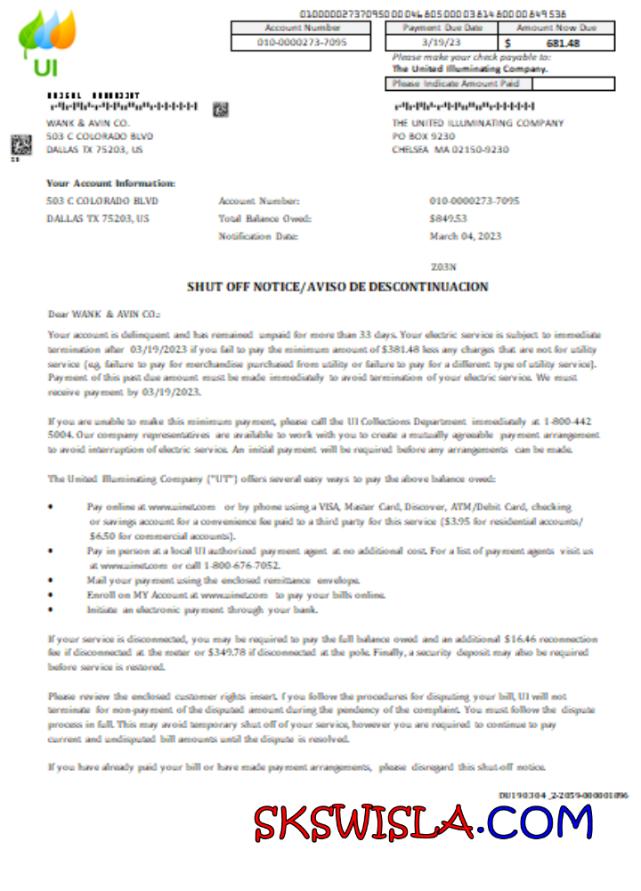 010000027370950000468050000381480000849538
Account Number
Payment Due Date
Amount Now Due
010-0000273-7095
3/19/23
$ 681.48
Please make your check payable to:
The United Illuminating Company.
Please Indicate Amount Paid
UI
WANK & AVIN CO.
503 C COLORADO BLVD
DALLAS TX 75203, US
THE UNITED ILLUMINATING COMPANY
PO BOX 9230
CHELSEA MA 02150-9230
Your Account Information:
503 C COLORADO BLVD
Account Number:
010-0000273-7095
DALLAS TX 75203, US
Total Balance Owed:
$849.53
Notification Date:
March 04, 2023
Z03N
SHUT OFF NOTICE/AVISO DE DESCONTINUACION
Dear WANK & AVIN CO.:
Your account is delinquent and has remained unpaid for more than 33 days. Your electric service is subject to immediate
termination after 03/19/2023 if you fail to pay the minimum amount of $381.48 less any charges that are not for utility
service (eg, failure to pay for merchandise purchased from utility or failure to pay for a different type of utility service).
Payment of this past due amount must be made immediately to avoid termination of your electric service. We must
receive payment by 03/19/2023.
If you are unable to make this minimum payment, please call the UI Collections Department immediately at 1-800-442
5004. Our company representatives are available to work with you to create a mutually agreeable payment arrangement
to avoid interruption of electric service. An initial payment will be required before any arrangements can be made.
The United Illuminating Company ("UT") offers several easy ways to pay the above balance owed:
• Pay online at www.uinet.com or by phone using a VISA, Master Card, Discover, ATM/Debit Card, checking
or savings account for a convenience fee paid to a third party for this service ($3.95 for residential accounts/
$6.50 for commercial accounts).
• Pay in person at a local UI authorized payment agent at no additional cost. For a list of payment agents visit us
at www.uinet.com or call 1-800-676-7052.
• Mail your payment using the enclosed remittance envelope.
• Enroll on MY Account at www.uinet.com to pay your bills online.
• Initiate an electronic payment through your bank.
If your service is disconnected, you may be required to pay the full balance owed and an additional $16.46 reconnection
fee if disconnected at the meter or $349.78 if disconnected at the pole. Finally, a security deposit may also be required
before service is restored.
Please review the enclosed customer rights insert. f you follow the procedures for disputing your bill, UI will not
terminate for non-payment of the disputed amount during the pendency of the complaint. You must follow the dispute
process in full. This may avoid temporary shut off of your service, however you are required to continue to pay
current and undisputed bill amounts until the dispute is resolved.
If you have already paid your bill or have made payment arrangements, please disregard this shut-off notice.
SKSWISLA.COM